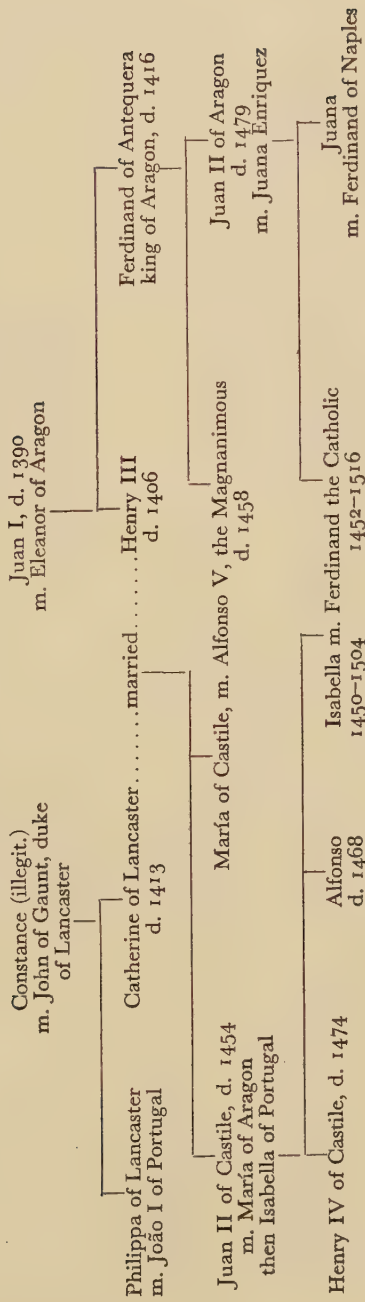 Constance (illegit.)
m. John of Gaunt, duke
of Lancaster
Juan I, d. 1390
m. Eleanor of Aragon
Philippa of Lancaster
m. João I of Portugal
Catherine of Lancaster.......married.......Henry III
d. 1413
d. 1406
Ferdinand of Antequera
king of Aragon, d. 1416
Juan II of Castile, d. 1454
m. María of Aragon
then Isabella of Portugal
María of Castile, m. Alfonso V, the Magnanimous
d. 1458
Juan II of Aragon
d. 1479
m. Juana Enriquez
Henry IV of Castile, d. 1474
Alfonso
d. 1468
Isabella m. Ferdinand the Catholic
1450–1504
1452–1516
Juana
m. Ferdinand of Naples